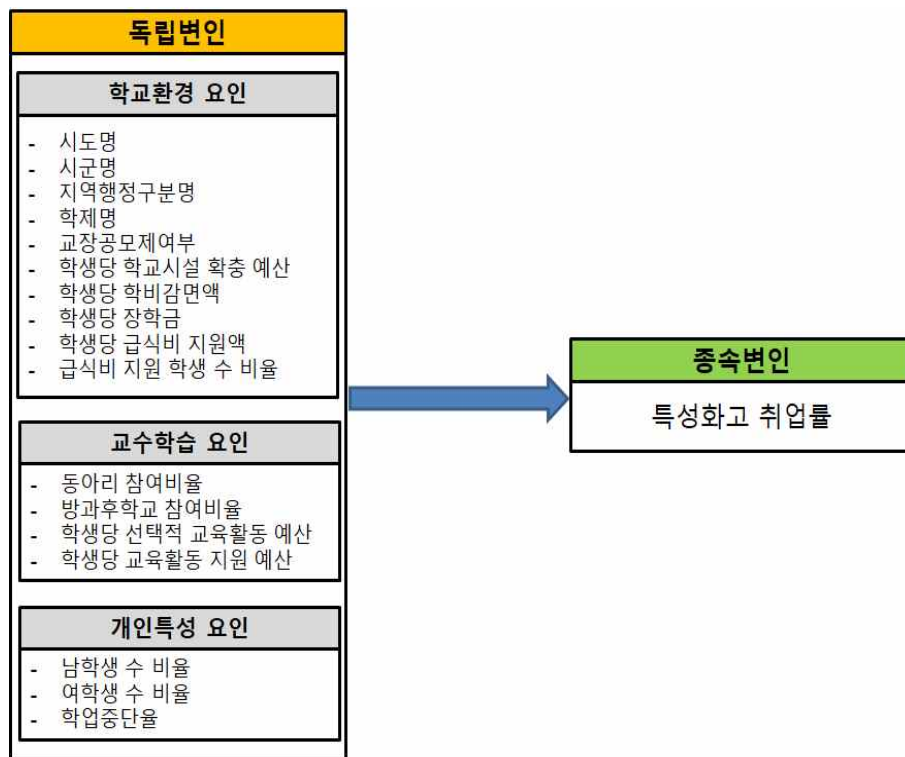 독립변인
학교환경 요인
- 시도명
- 시군명
- 지역행정구분명
- 학제명
- 교장공모제여부
- 학생당 학교시설 확충 예산
- 학생당 학비감면액
- 학생당 장학금
- 학생당 급식비 지원액
- 급식비 지원 학생 수 비율
교수학습 요인
- 동아리 참여비율
- 방과후학교 참여비율
- 학생당 선택적 교육활동 예산
- 학생당 교육활동 지원 예산
개인특성 요인
- 남학생 수 비율
- 여학생 수 비율
- 학업중단율
종속변인
특성화고 취업률